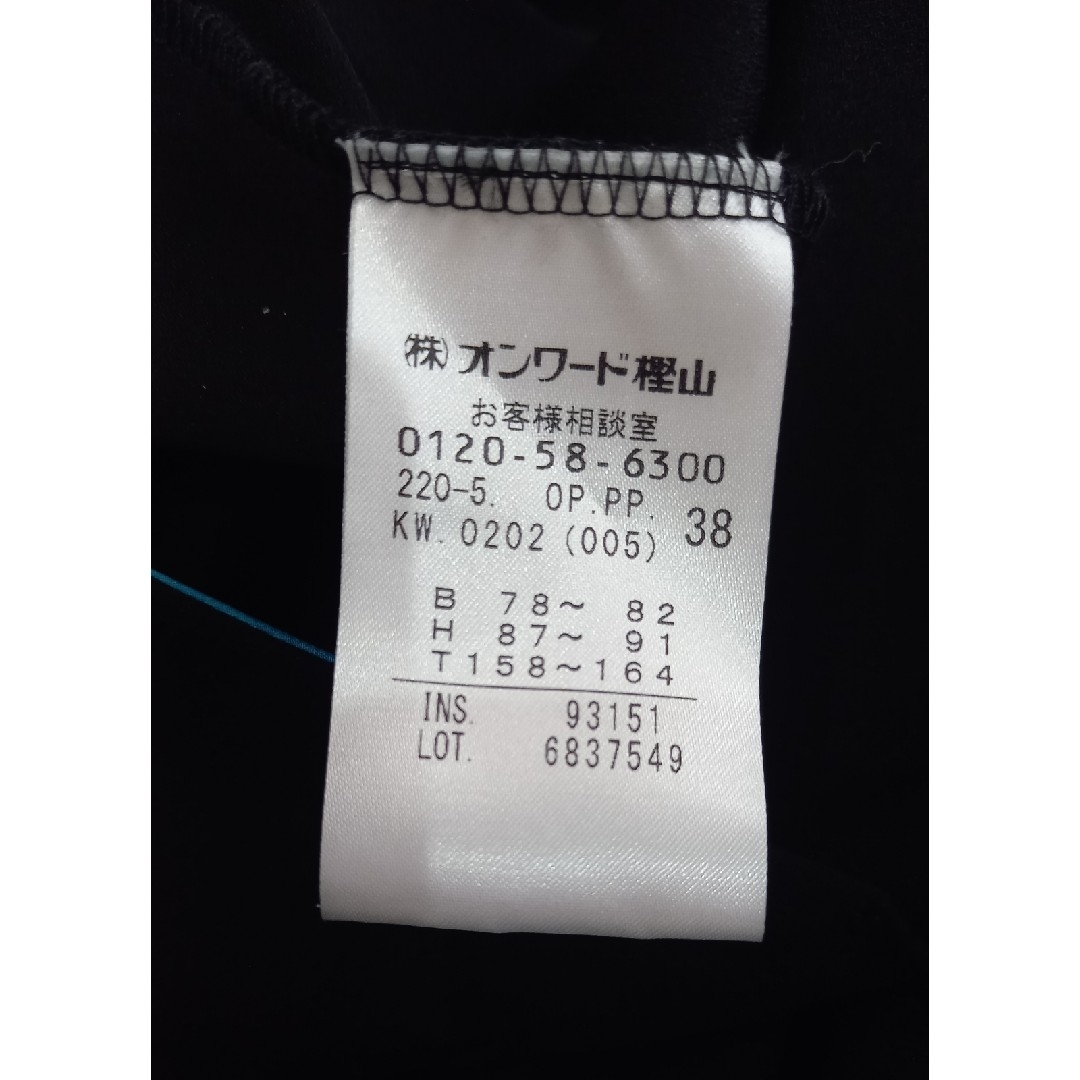 ㈱オンワード樫山
お客様相談室
0120-58-6300
220-5. OP.PP. 38
KW. 0202 (005)
B 78～ 82
H 87～ 91
T158～164
INS. 93151
LOT. 6837549